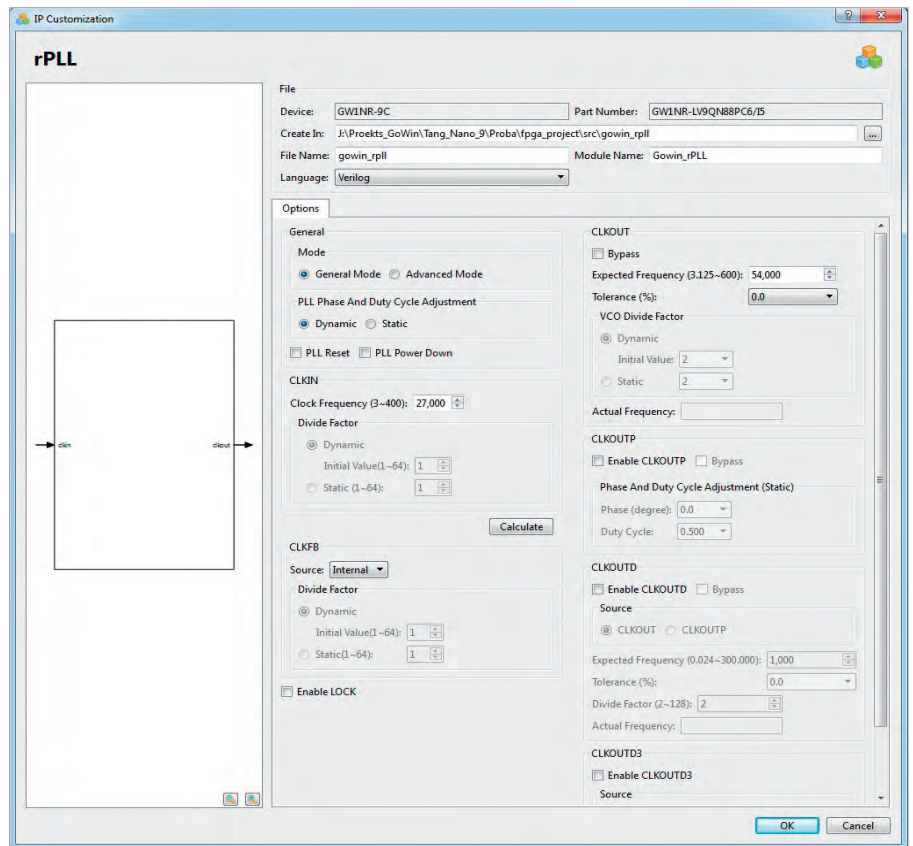 IP Customization
rPLL
File
Device: GW1NR-9C Part Number: GW1NR-LV9QN88PC6/I5
Create In: J:\Proekts_GoWin\Tang_Nano_9\Proba\fpga_project\src\gowin_rpll ...
File Name: gowin_rpll Module Name: Gowin_rPLL
Language: Verilog
Options
General
Mode
General Mode Advanced Mode
PLL Phase And Duty Cycle Adjustment
Dynamic Static
PLL Reset PLL Power Down
CLKIN
Clock Frequency (3~400): 27,000
Divide Factor
Dynamic
Initial Value(1~64): 1
Static (1~64): 1
Calculate
CLKFB
Source: Internal
Divide Factor
Dynamic
Initial Value(1~64): 1
Static(1~64): 1
Enable LOCK
CLKOUT
Bypass
Expected Frequency (3.125~600): 54,000
Tolerance (%): 0.0
VCO Divide Factor
Dynamic
Initial Value: 2
Static 2
Actual Frequency:
CLKOUTP
Enable CLKOUTP Bypass
Phase And Duty Cycle Adjustment (Static)
Phase (degree): 0.0
Duty Cycle: 0.500
CLKOUTD
Enable CLKOUTD Bypass
Source
CLKOUT CLKOUTP
Expected Frequency (0.024~300.000): 1,000
Tolerance (%): 0.0
Divide Factor (2~128): 2
Actual Frequency:
CLKOUTD3
Enable CLKOUTD3
Source
clkin clkout
OK Cancel